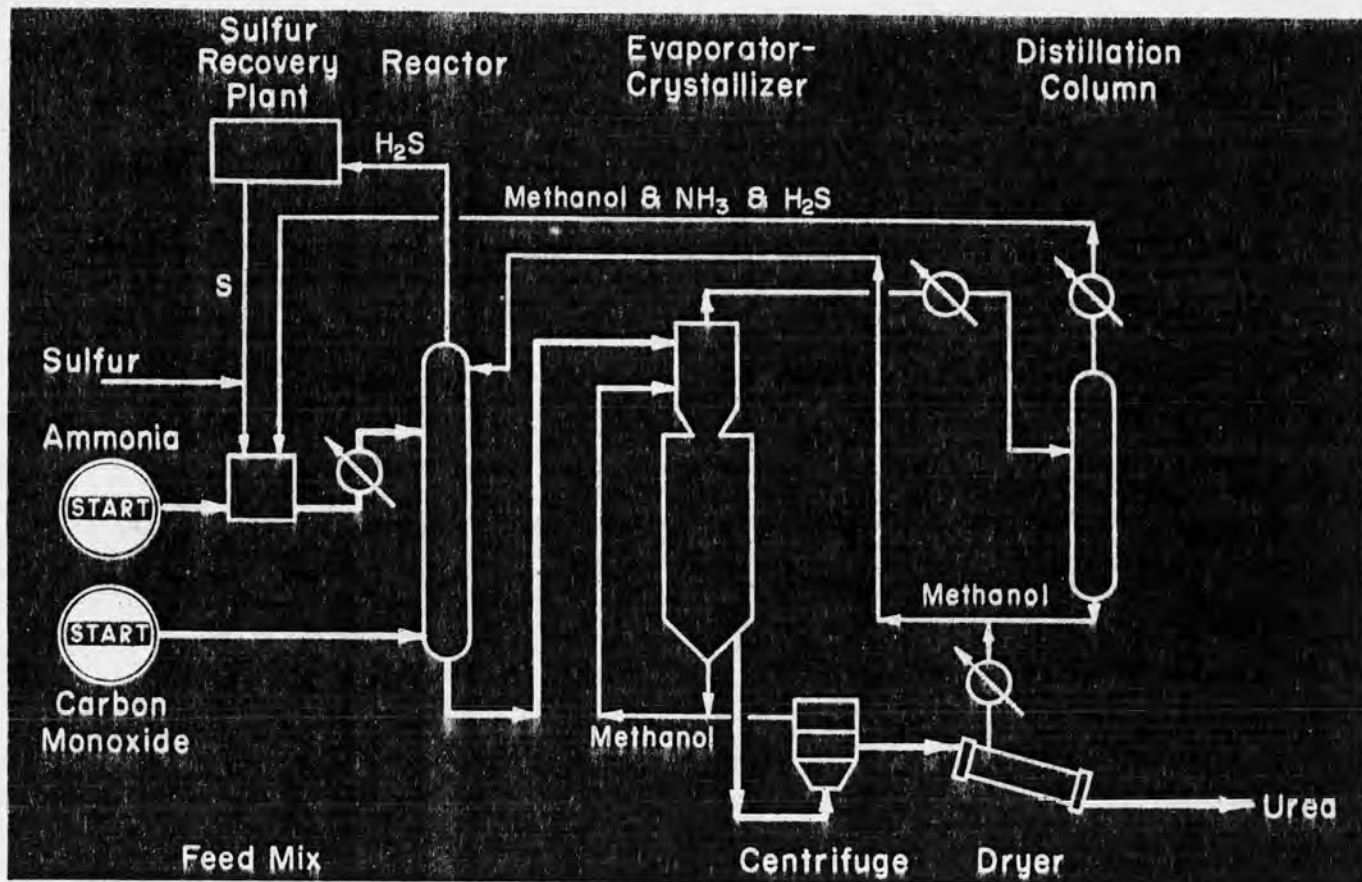 Sulfur
Recovery
Plant
Reactor
Evaporator-
Crystallizer
Distillation
Column
H₂S
Methanol & NH₃ & H₂S
S
Sulfur
Ammonia
START
START
Carbon
Monoxide
Methanol
Methanol
Urea
Feed Mix
Centrifuge
Dryer